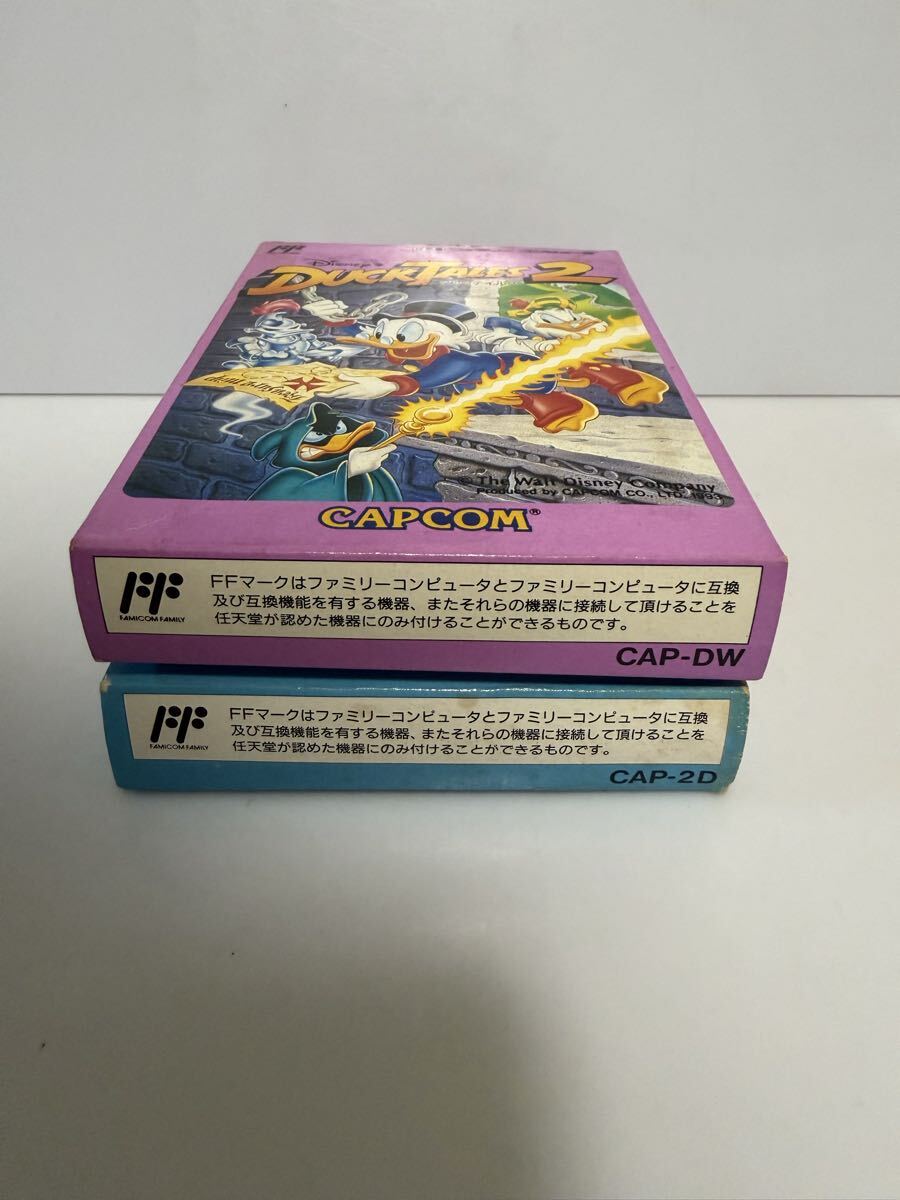 Disney's
DUCKTALES 2
© The Walt Disney Company
Produced by CAPCOM CO., LTD. 1993
CAPCOM®
FFマークはファミリーコンピュータとファミリーコンピュータに互換
及び互換機能を有する機器、またそれらの機器に接続して頂けることを
任天堂が認めた機器にのみ付けることができるものです。
FF
FAMICOM FAMILY
CAP-DW
FFマークはファミリーコンピュータとファミリーコンピュータに互換
及び互換機能を有する機器、またそれらの機器に接続して頂けることを
任天堂が認めた機器にのみ付けることができるものです。
FF
FAMICOM FAMILY
CAP-2D